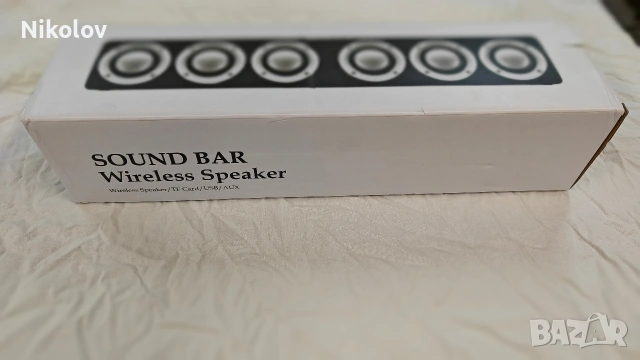 Nikolov
SOUND BAR
Wireless Speaker
Wireless Speaker/TF Card/USB/AUX
BAZAR